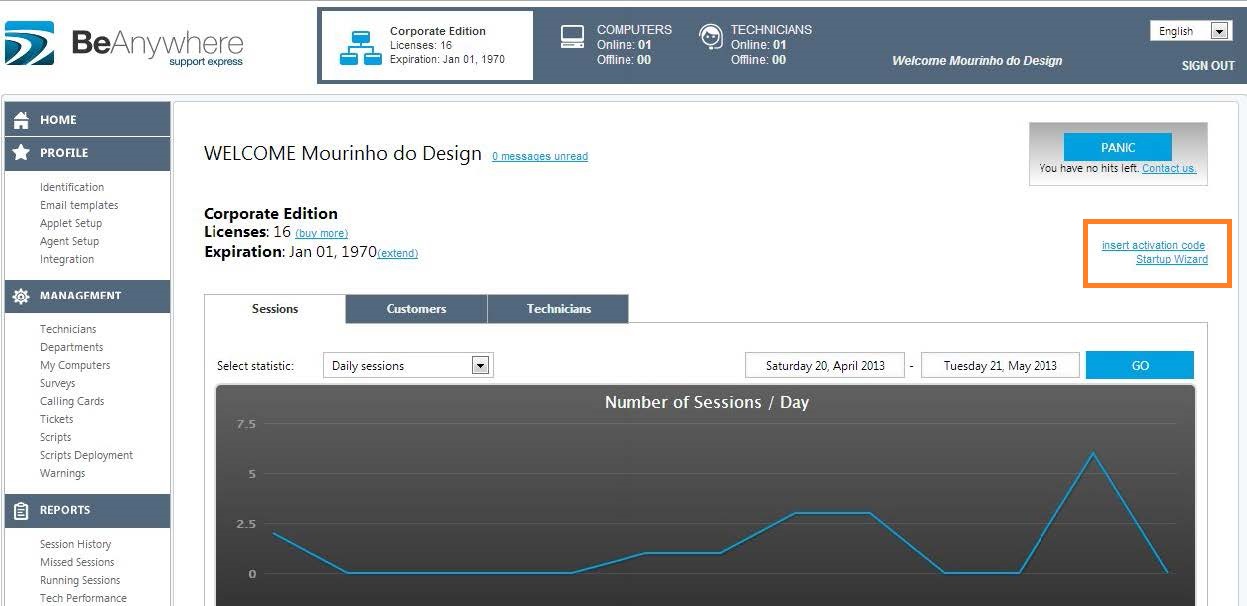 BeAnywhere
support express
Corporate Edition
Licenses: 16
Expiration: Jan 01, 1970
COMPUTERS
Online: 01
Offline: 00
TECHNICIANS
Online: 01
Offline: 00
Welcome Mourinho do Design
English
SIGN OUT
HOME
PROFILE
Identification
Email templates
Applet Setup
Agent Setup
Integration
MANAGEMENT
Technicians
Departments
My Computers
Surveys
Calling Cards
Tickets
Scripts
Scripts Deployment
Warnings
REPORTS
Session History
Missed Sessions
Running Sessions
Tech Performance
WELCOME Mourinho do Design 0 messages unread
PANIC
You have no hits left. Contact us.
Corporate Edition
Licenses: 16 (buy more)
Expiration: Jan 01, 1970(extend)
insert activation code
Startup Wizard
Sessions Customers Technicians
Select statistic: Daily sessions Saturday 20, April 2013 - Tuesday 21, May 2013 GO
Number of Sessions / Day
7.5
5
2.5
0